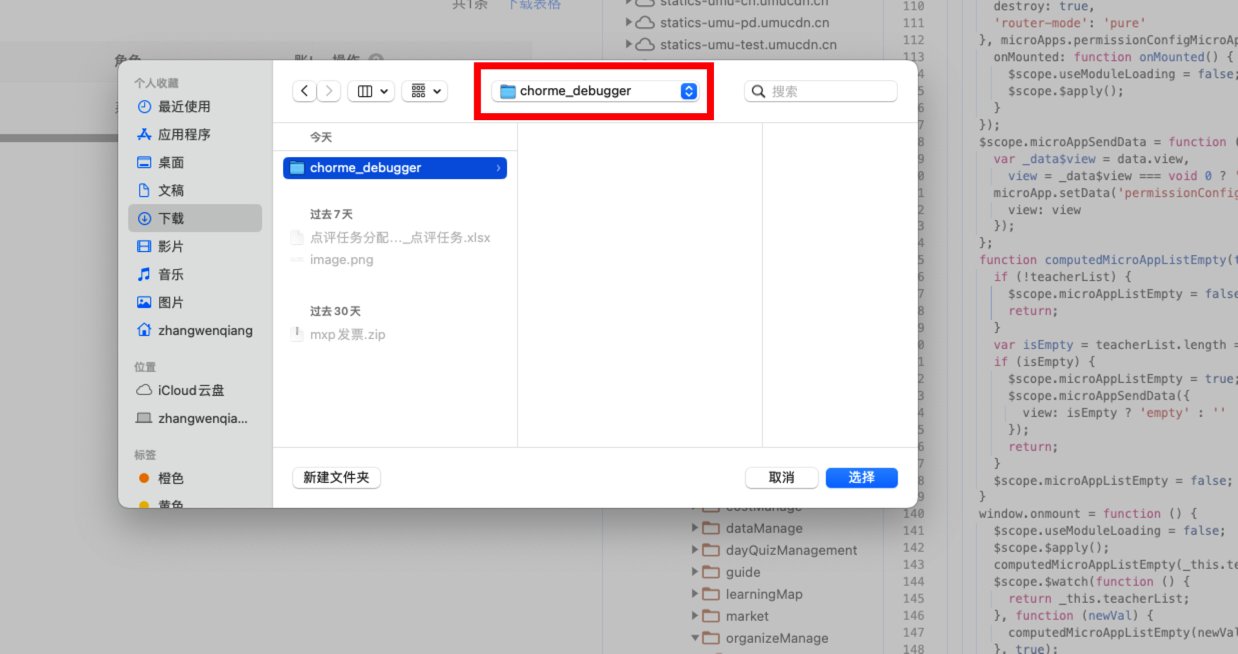 共1条 下载表格
statics-umu-cn.umucdn.cn
statics-umu-pd.umucdn.cn
statics-umu-test.umucdn.cn
角色
操作
个人收藏
最近使用
应用程序
桌面
文稿
下载
影片
音乐
图片
zhangwenqiang
位置
iCloud云盘
zhangwenqia...
标签
橙色
黄色
chorme_debugger
搜索
今天
chorme_debugger
过去7天
点评任务分配..._点评任务.xlsx
image.png
过去30天
mxp发票.zip
新建文件夹
取消
选择
costManage
dataManage
dayQuizManagement
guide
learningMap
market
organizeManage
110 destroy: true,
111 'router-mode': 'pure'
112 }, microApps.permissionConfigMicroAp
113 onMounted: function onMounted() {
$scope.useModuleLoading = false;
$scope.$apply();
}
});
$scope.microAppSendData = function (
var _data$view = data.view,
view = _data$view === void 0 ? '
microApp.setData('permissionConfig
view: view
});
};
function computedMicroAppListEmpty(t
if (!teacherList) {
$scope.microAppListEmpty = false
return;
}
var isEmpty = teacherList.length =
if (isEmpty) {
$scope.microAppListEmpty = true;
$scope.microAppSendData({
view: isEmpty ? 'empty' : ''
});
return;
}
$scope.microAppListEmpty = false;
}
140 window.onmount = function () {
141 $scope.useModuleLoading = false;
142 $scope.$apply();
143 computedMicroAppListEmpty(_this.te
144 $scope.$watch(function () {
145 return _this.teacherList;
146 }, function (newVal) {
147 computedMicroAppListEmpty(newVal
148 }, true);